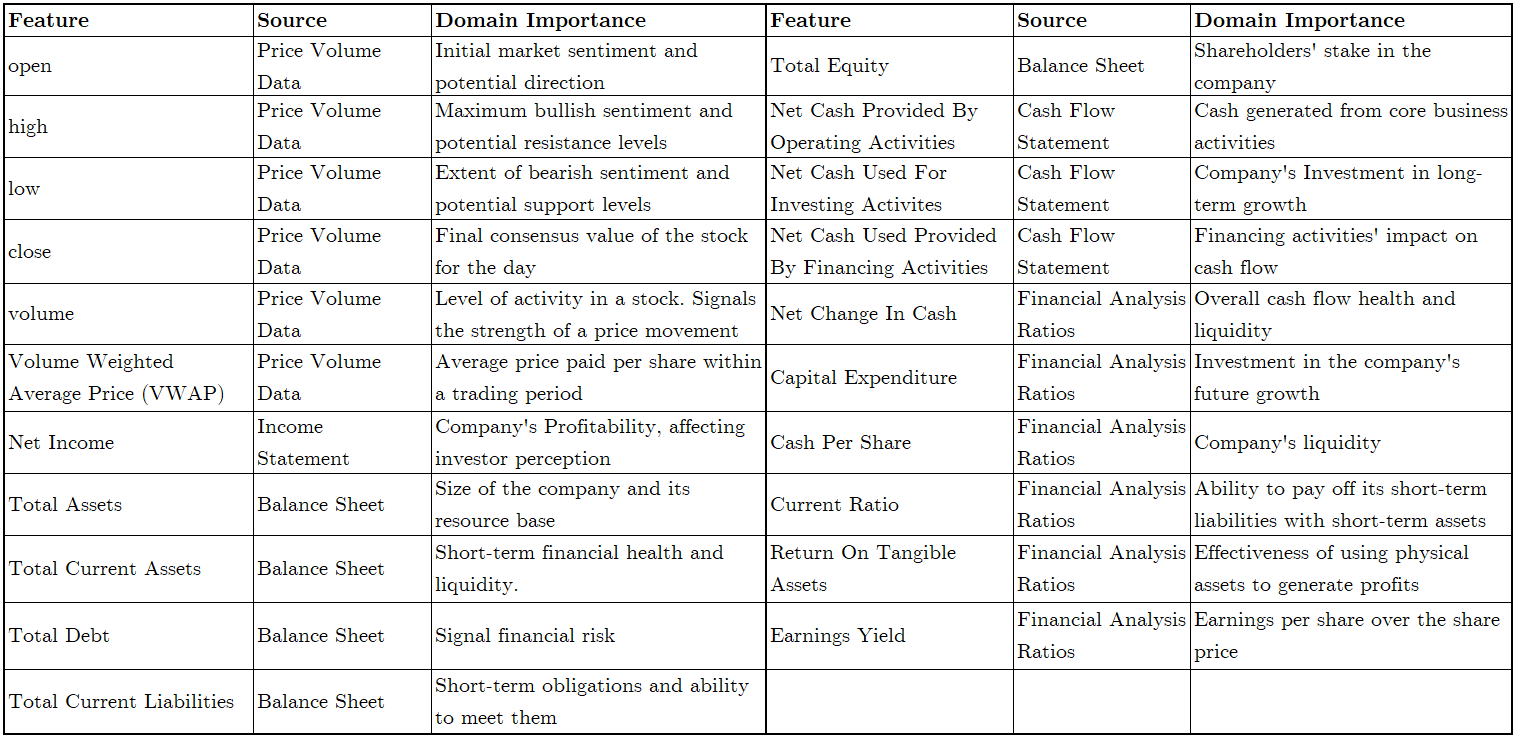 Feature Source Domain Importance Feature Source Domain Importance
open Price Volume Data Initial market sentiment and potential direction Total Equity Balance Sheet Shareholders' stake in the company
high Price Volume Data Maximum bullish sentiment and potential resistance levels Net Cash Provided By Operating Activities Cash Flow Statement Cash generated from core business activities
low Price Volume Data Extent of bearish sentiment and potential support levels Net Cash Used For Investing Activites Cash Flow Statement Company's Investment in long-term growth
close Price Volume Data Final consensus value of the stock for the day Net Cash Used Provided By Financing Activities Cash Flow Statement Financing activities' impact on cash flow
volume Price Volume Data Level of activity in a stock. Signals the strength of a price movement Net Change In Cash Financial Analysis Ratios Overall cash flow health and liquidity
Volume Weighted Average Price (VWAP) Price Volume Data Average price paid per share within a trading period Capital Expenditure Financial Analysis Ratios Investment in the company's future growth
Net Income Income Statement Company's Profitability, affecting investor perception Cash Per Share Financial Analysis Ratios Company's liquidity
Total Assets Balance Sheet Size of the company and its resource base Current Ratio Financial Analysis Ratios Ability to pay off its short-term liabilities with short-term assets
Total Current Assets Balance Sheet Short-term financial health and liquidity. Return On Tangible Assets Financial Analysis Ratios Effectiveness of using physical assets to generate profits
Total Debt Balance Sheet Signal financial risk Earnings Yield Financial Analysis Ratios Earnings per share over the share price
Total Current Liabilities Balance Sheet Short-term obligations and ability to meet them